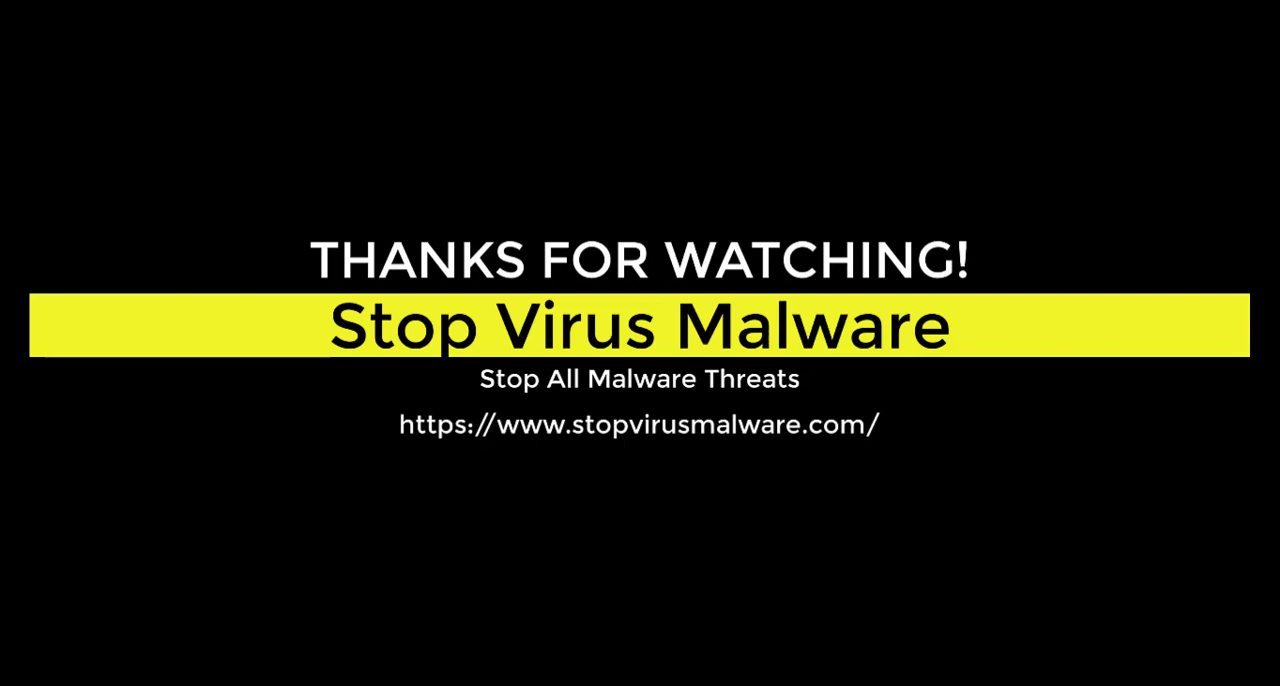 THANKS FOR WATCHING!
Stop Virus Malware
Stop All Malware Threats
https://www.stopvirusmalware.com/